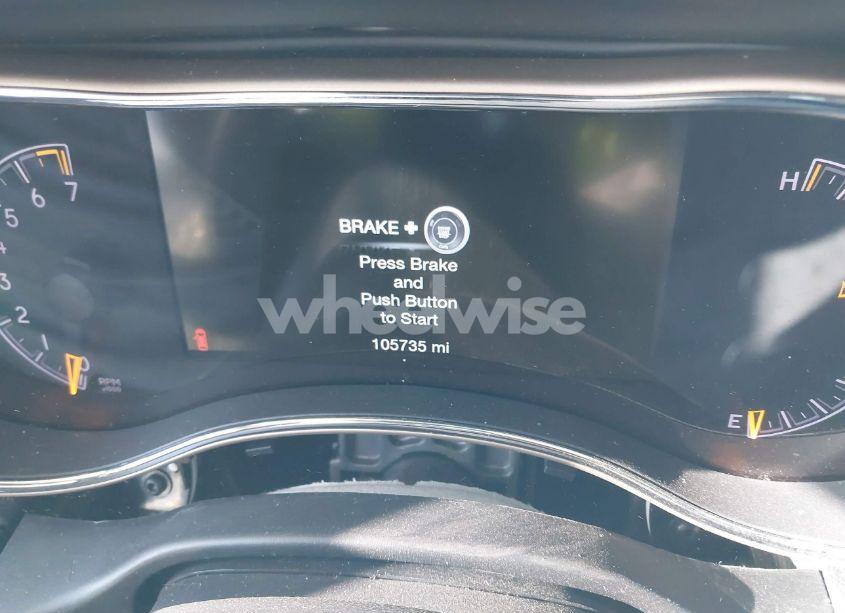 7
6
5
4
3
2
1
RPM
x1000
H
E
BRAKE +
Press Brake
and
Push Button
to Start
105735 mi
wheelwise